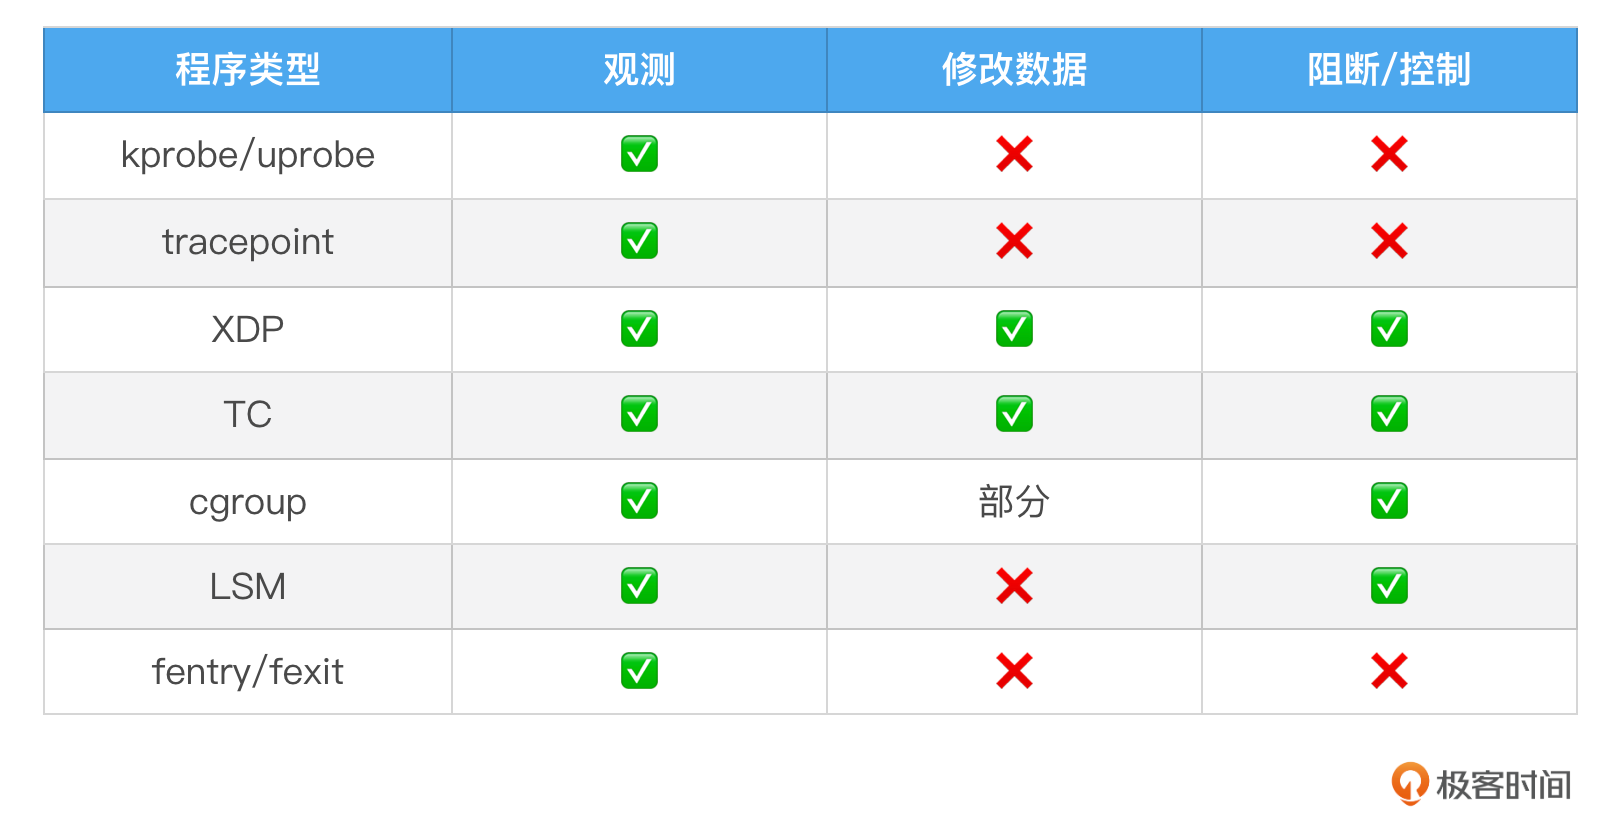 程序类型 观测 修改数据 阻断/控制
kprobe/uprobe ✅ ❌ ❌
tracepoint ✅ ❌ ❌
XDP ✅ ✅ ✅
TC ✅ ✅ ✅
cgroup ✅ 部分 ✅
LSM ✅ ❌ ✅
fentry/fexit ✅ ❌ ❌
极客时间